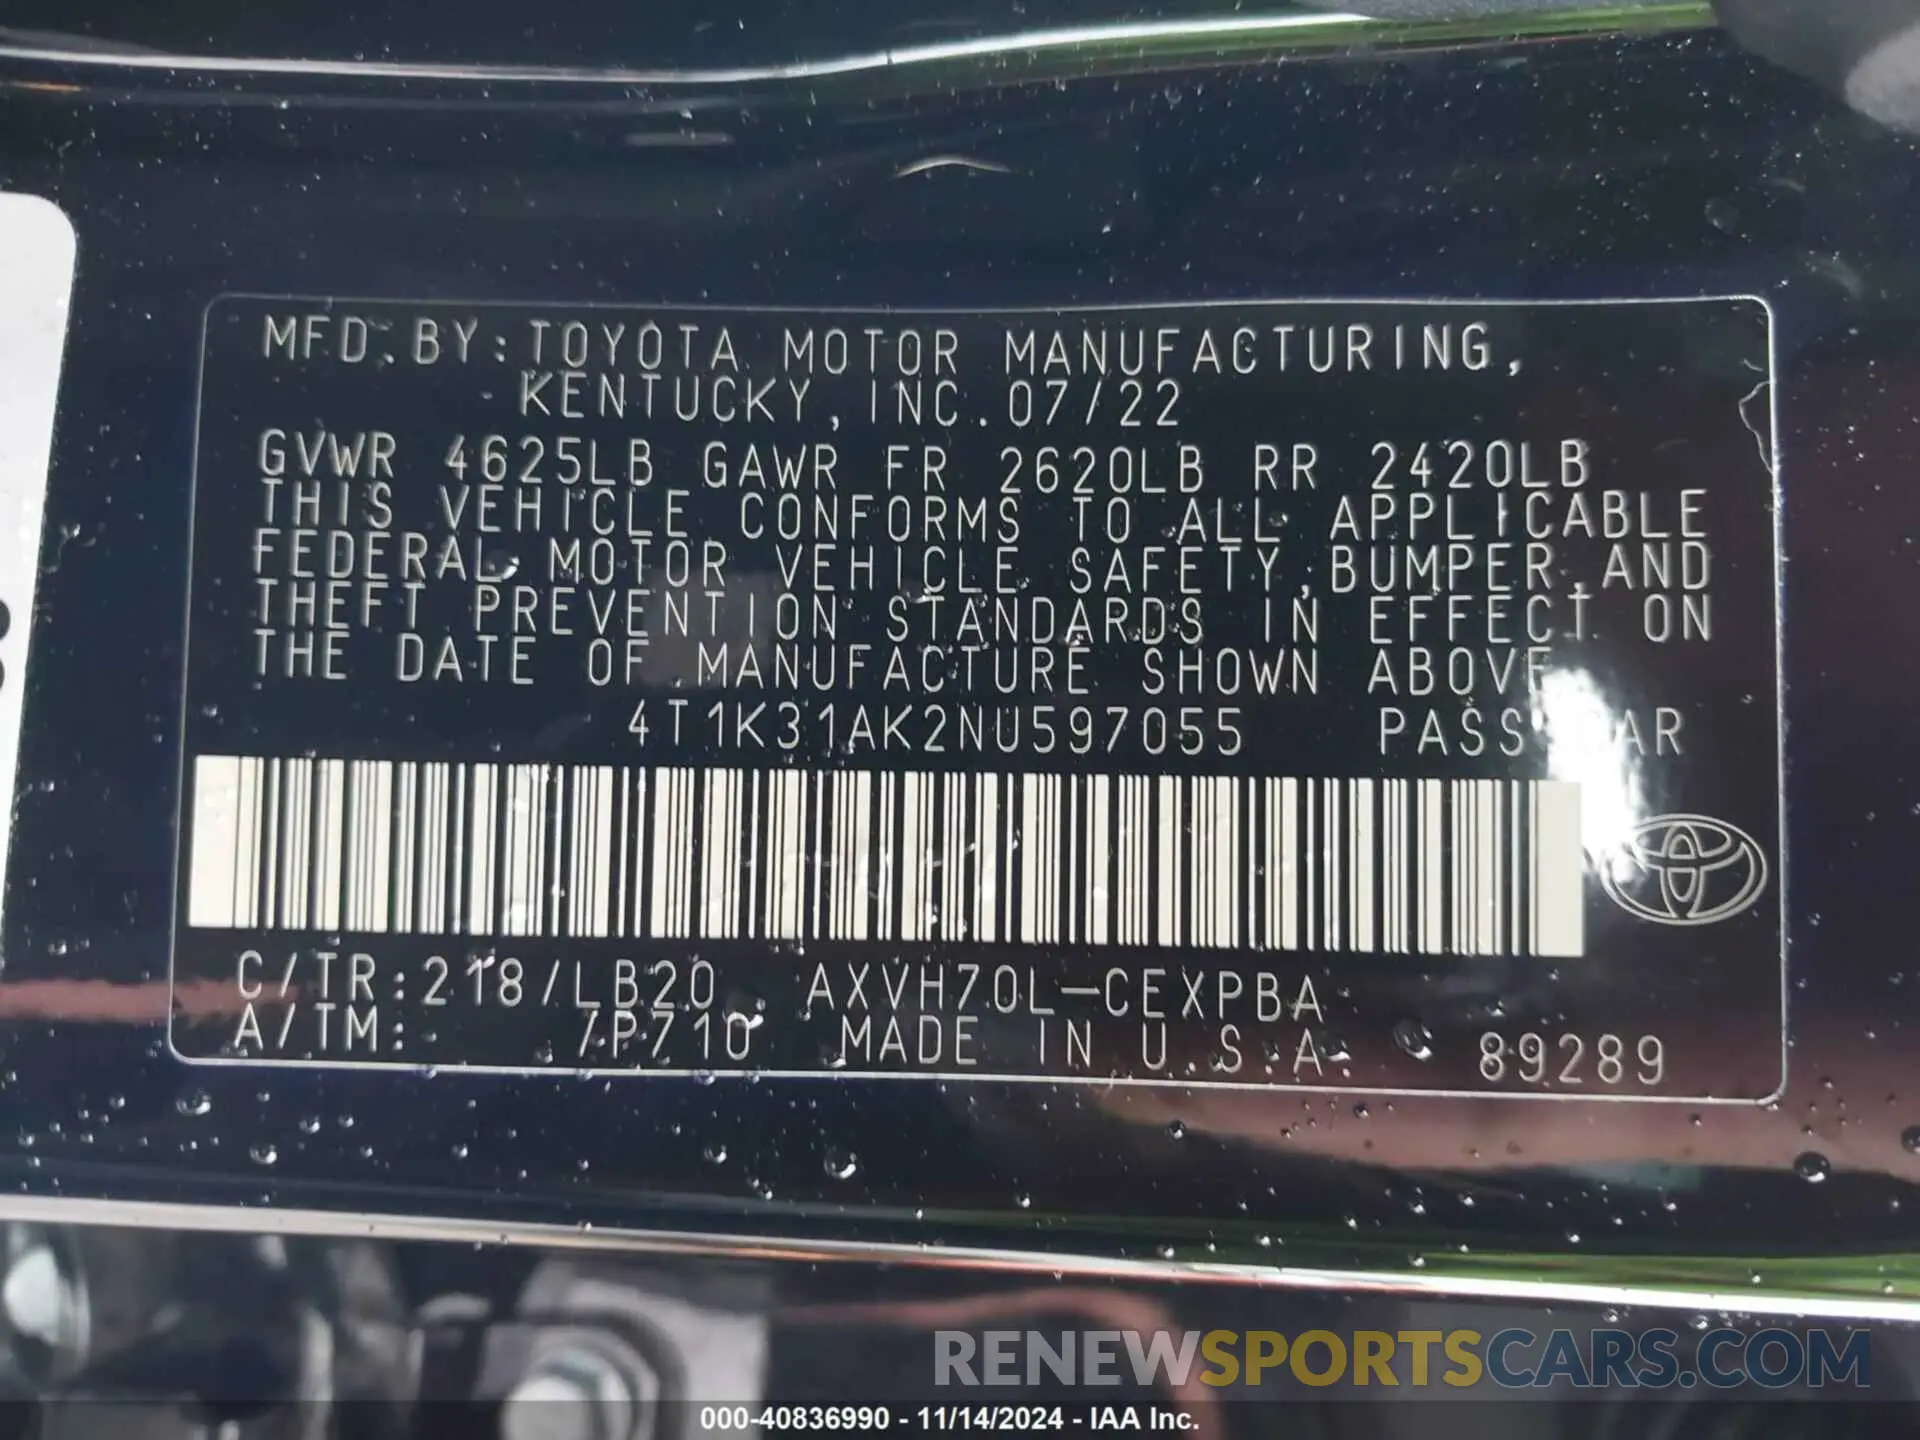 MFD. BY: TOYOTA MOTOR MANUFACTURING,
KENTUCKY, INC. 07/22
GVWR 4625LB GAWR FR 2620LB RR 2420LB
THIS VEHICLE CONFORMS TO ALL APPLICABLE
FEDERAL MOTOR VEHICLE SAFETY, BUMPER, AND
THEFT PREVENTION STANDARDS IN EFFECT ON
THE DATE OF MANUFACTURE SHOWN ABOVE
4T1K31AK2NU597055 PASS CAR
C/TR: 218/LB20 AXVH70L-CEXPBA
A/TM: /P710 MADE IN U.S.A. 89289
RENEWSPORTSCARS.COM
000-40836990 - 11/14/2024 - IAA Inc.